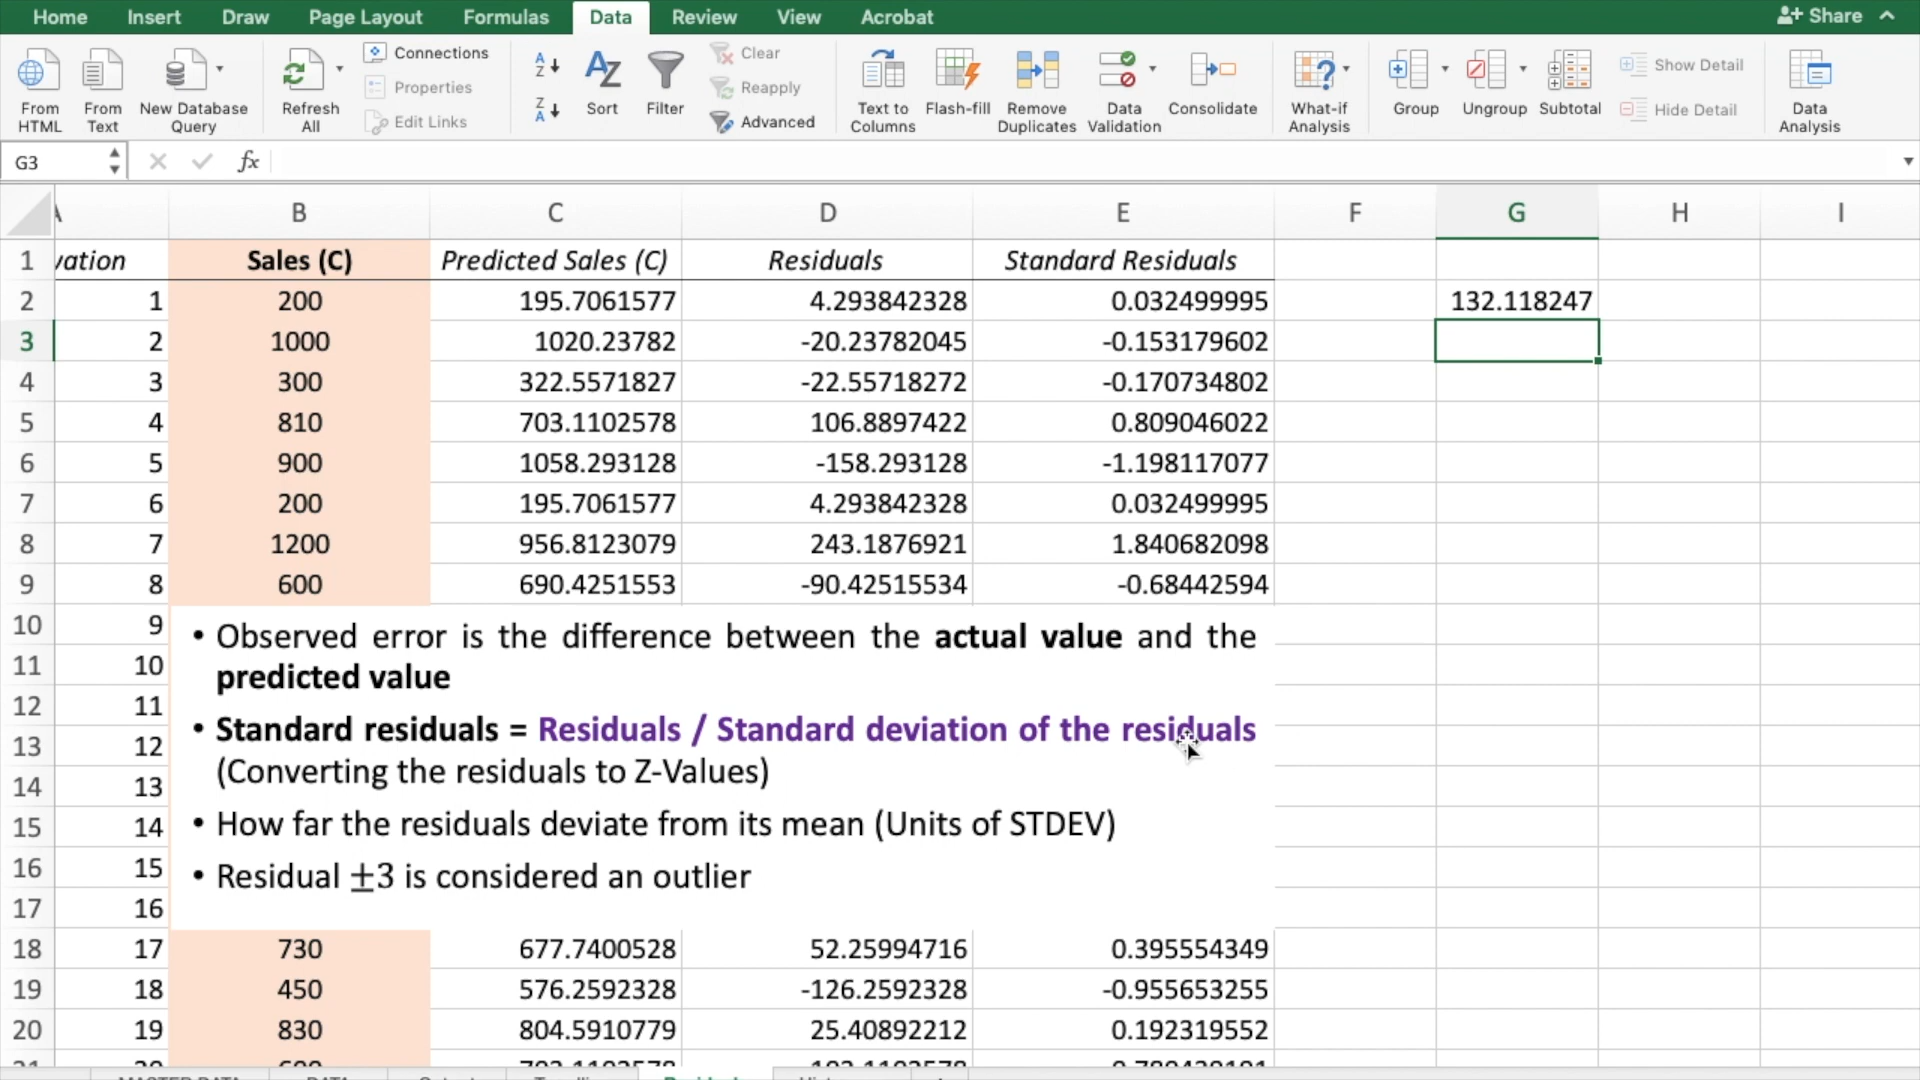 Home Insert Draw Page Layout Formulas Data Review View Acrobat Share
From HTML
From Text
New Database Query
Refresh All
Connections
Properties
Edit Links
A Z
Z A
Sort
Filter
Clear
Reapply
Advanced
Text to Columns
Flash-fill
Remove Duplicates
Data Validation
Consolidate
What-if Analysis
Group
Ungroup
Subtotal
Show Detail
Hide Detail
Data Analysis
G3 fx
A B C D E F G H I
1 vation Sales (C) Predicted Sales (C) Residuals Standard Residuals
2 1 200 195.7061577 4.293842328 0.032499995 132.118247
3 2 1000 1020.23782 -20.23782045 -0.153179602
4 3 300 322.5571827 -22.55718272 -0.170734802
5 4 810 703.1102578 106.8897422 0.809046022
6 5 900 1058.293128 -158.293128 -1.198117077
7 6 200 195.7061577 4.293842328 0.032499995
8 7 1200 956.8123079 243.1876921 1.840682098
9 8 600 690.4251553 -90.42515534 -0.68442594
10 9
11 10
12 11
13 12
14 13
15 14
16 15
17 16
• Observed error is the difference between the actual value and the
predicted value
• Standard residuals = Residuals / Standard deviation of the residuals
(Converting the residuals to Z-Values)
• How far the residuals deviate from its mean (Units of STDEV)
• Residual ±3 is considered an outlier
18 17 730 677.7400528 52.25994716 0.395554349
19 18 450 576.2592328 -126.2592328 -0.955653255
20 19 830 804.5910779 25.40892212 0.192319552